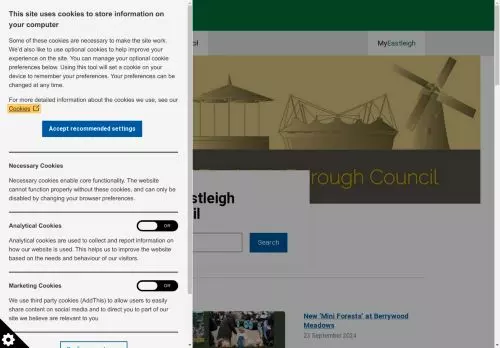 This site uses cookies to store information on
your computer
Some of these cookies are necessary to make the site work.
We'd also like to use optional cookies to help improve your
experience on the site. You can manage your optional cookie
preferences below. Using this tool will set a cookie on your
device to remember your preferences. Your preferences can be
changed at any time.
For more detailed information about the cookies we use, see our
Cookies
Accept recommended settings
Necessary Cookies
Necessary cookies enable core functionality. The website
cannot function properly without these cookies, and can only be
disabled by changing your browser preferences.
Analytical Cookies
Off
Analytical cookies are used to collect and report information on
how our website is used. This helps us to improve the website
based on the needs and behaviour of our visitors.
Marketing Cookies
Off
We use third party cookies (AddThis) to allow users to easily
share content on social media and to direct you to part of our
site we believe are relevant to you
MyEastleigh
rough Council
astleigh
il
Search
New 'Mini Forests' at Berrywood
Meadows
23 September 2024